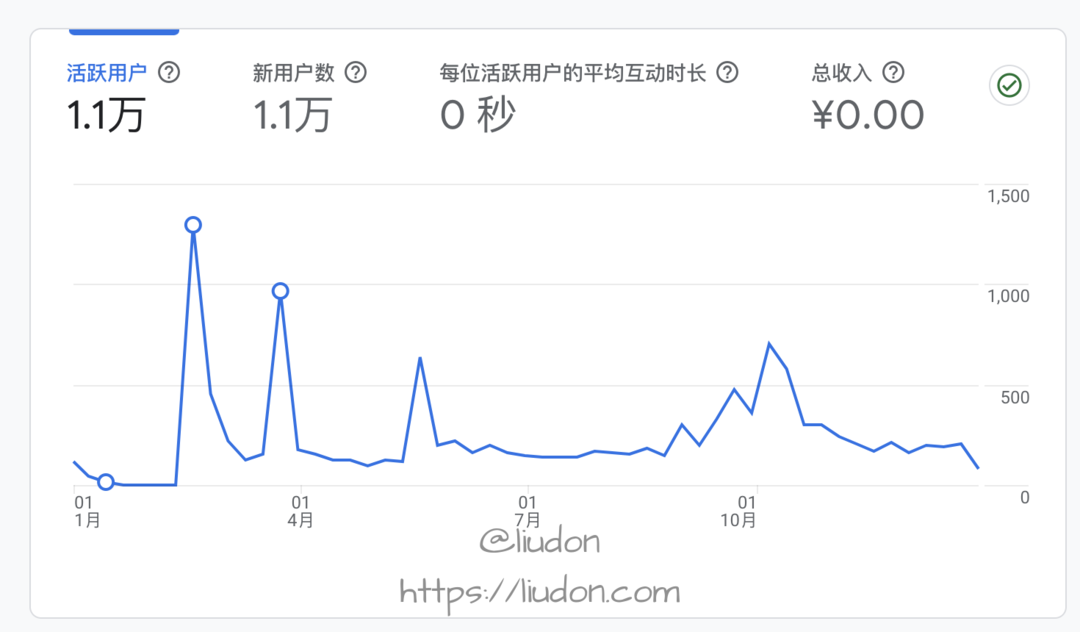 活跃用户 新用户数 每位活跃用户的平均互动时长 总收入
1.1万 1.1万 0 秒 ¥0.00
1,500
1,000
500
0
01 01 01 01
1月 4月 7月 10月
@liudon
https://liudon.com